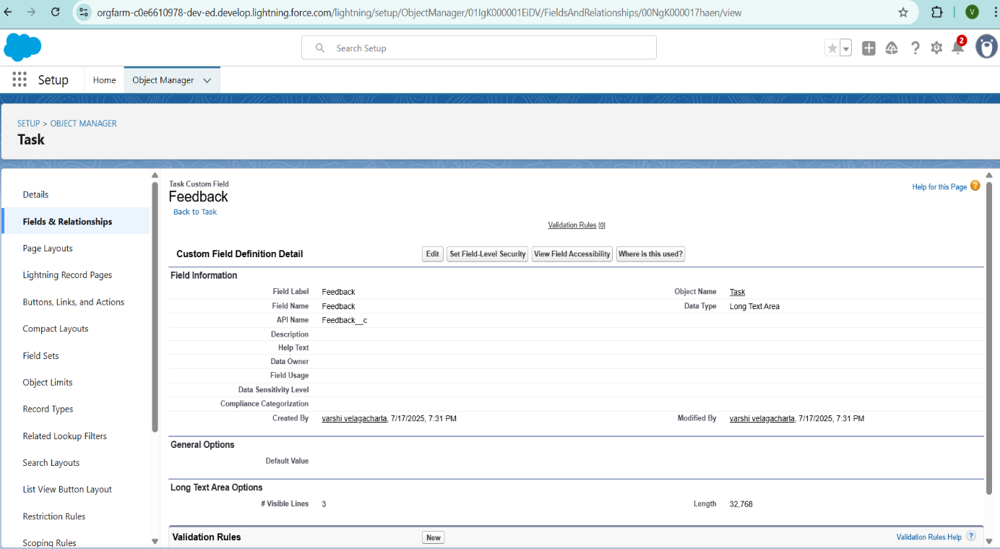 orgfarm-c0e6610978-dev-ed.develop.lightning.force.com/lightning/setup/ObjectManager/01IgK000001EiDV/FieldsAndRelationships/00NgK000017haen/view
V
Search Setup
2
Setup
Home
Object Manager
SETUP > OBJECT MANAGER
Task
Details
Fields & Relationships
Page Layouts
Lightning Record Pages
Buttons, Links, and Actions
Compact Layouts
Field Sets
Object Limits
Record Types
Related Lookup Filters
Search Layouts
List View Button Layout
Restriction Rules
Scoping Rules
Task Custom Field
Feedback
Back to Task
Help for this Page ?
Validation Rules [0]
Custom Field Definition Detail
Edit Set Field-Level Security View Field Accessibility Where is this used?
Field Information
Field Label Feedback Object Name Task
Field Name Feedback Data Type Long Text Area
API Name Feedback__c
Description
Help Text
Data Owner
Field Usage
Data Sensitivity Level
Compliance Categorization
Created By varshi velagacharla, 7/17/2025, 7:31 PM Modified By varshi velagacharla, 7/17/2025, 7:31 PM
General Options
Default Value
Long Text Area Options
# Visible Lines 3 Length 32,768
Validation Rules New Validation Rules Help ?